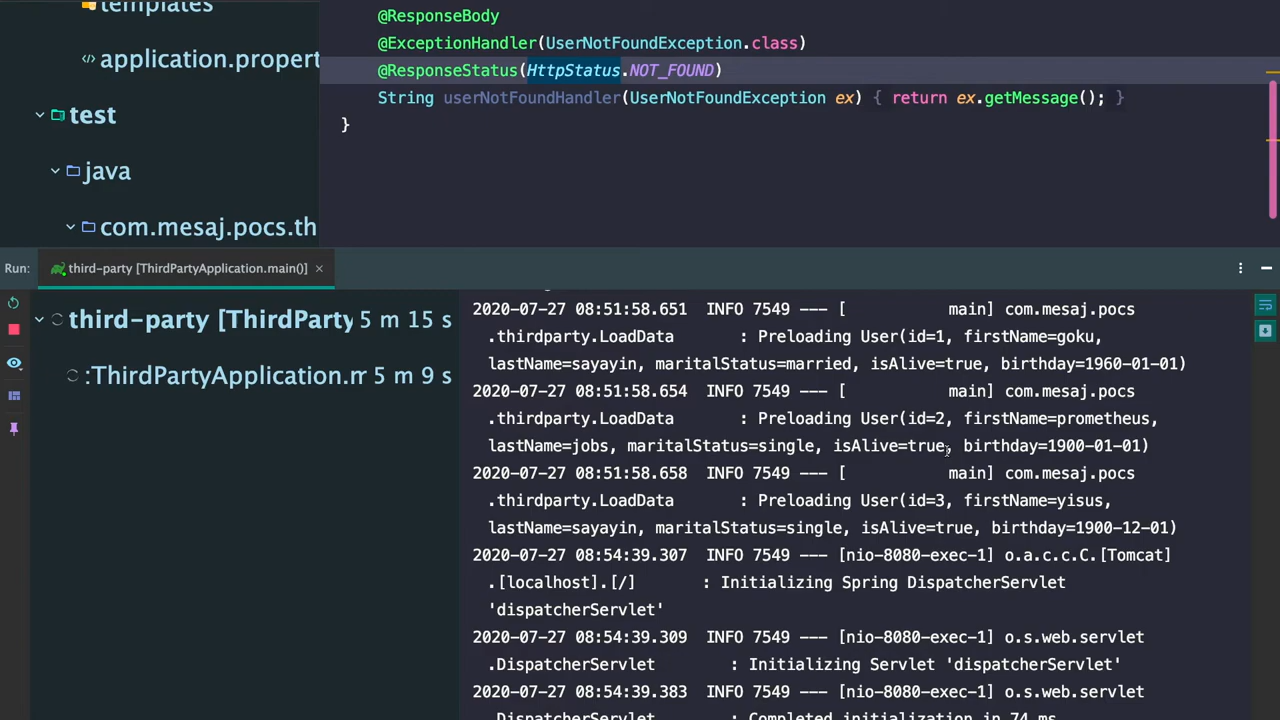 templates
application.propert
test
java
com.mesaj.pocs.th
@ResponseBody
@ExceptionHandler(UserNotFoundException.class)
@ResponseStatus(HttpStatus.NOT_FOUND)
String userNotFoundHandler(UserNotFoundException ex) { return ex.getMessage(); }
}
Run: third-party [ThirdPartyApplication.main()] ×
third-party [ThirdParty 5 m 15 s
:ThirdPartyApplication.m 5 m 9 s
2020-07-27 08:51:58.651 INFO 7549 --- [ main] com.mesaj.pocs
.thirdparty.LoadData : Preloading User(id=1, firstName=goku,
lastName=sayayin, maritalStatus=married, isAlive=true, birthday=1960-01-01)
2020-07-27 08:51:58.654 INFO 7549 --- [ main] com.mesaj.pocs
.thirdparty.LoadData : Preloading User(id=2, firstName=prometheus,
lastName=jobs, maritalStatus=single, isAlive=true, birthday=1900-01-01)
2020-07-27 08:51:58.658 INFO 7549 --- [ main] com.mesaj.pocs
.thirdparty.LoadData : Preloading User(id=3, firstName=yisus,
lastName=sayayin, maritalStatus=single, isAlive=true, birthday=1900-12-01)
2020-07-27 08:54:39.307 INFO 7549 --- [nio-8080-exec-1] o.a.c.c.C.[Tomcat]
.[localhost].[/] : Initializing Spring DispatcherServlet
'dispatcherServlet'
2020-07-27 08:54:39.309 INFO 7549 --- [nio-8080-exec-1] o.s.web.servlet
.DispatcherServlet : Initializing Servlet 'dispatcherServlet'
2020-07-27 08:54:39.383 INFO 7549 --- [nio-8080-exec-1] o.s.web.servlet
.DispatcherServlet : Completed initialization in 74 ms